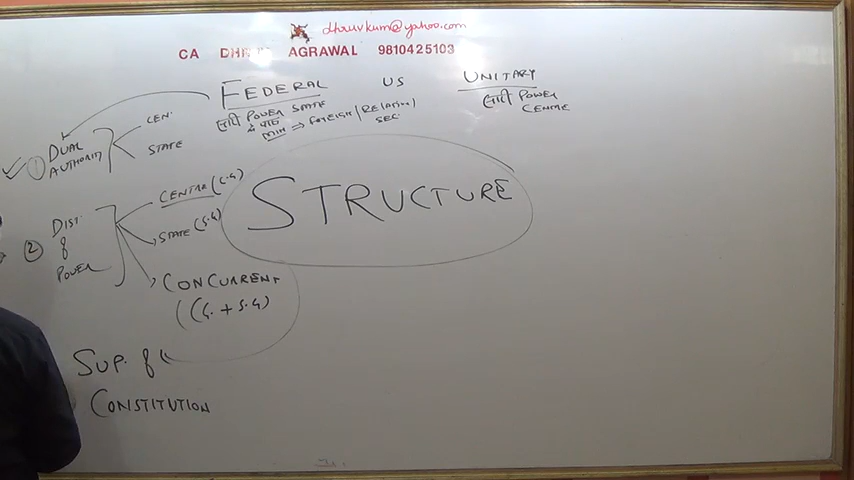 dhruvkum@yahoo.com
CA DHR AGRAWAL 9810425103
FEDERAL US UNITARY
सारी POWER STATE
के पास
MIN ⇒ FOREIGN / RELATION /
SEC.
सारी POWER
CENTRE
① DUAL
AUTHORITY
CEN.
STATE
STRUCTURE
② DIST.
of
POWER
CENTRE (C.G)
STATE (S.G)
CONCURRENT
(C. + S.G)
SUP. of
CONSTITUTION